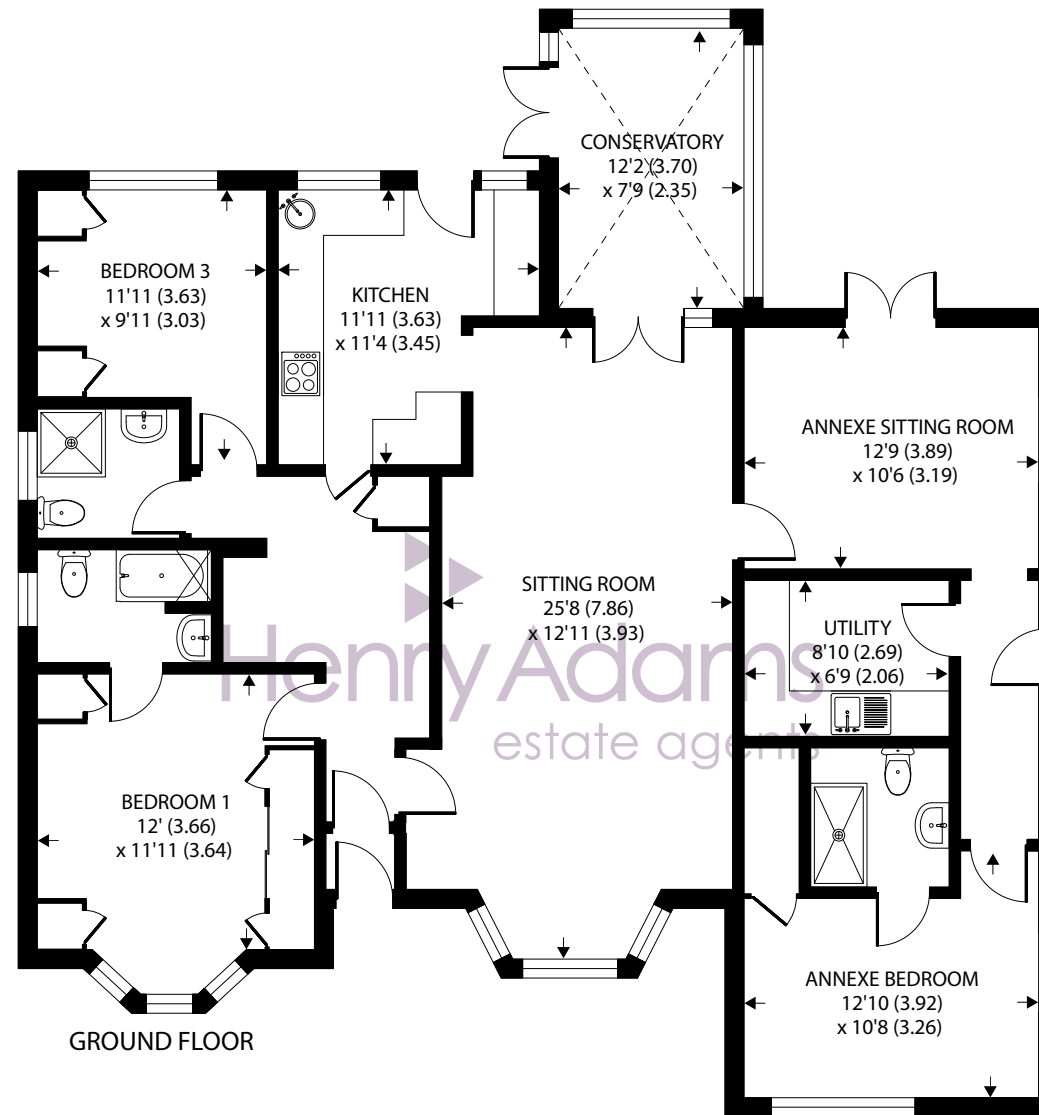 CONSERVATORY
12'2 (3.70)
x 7'9 (2.35)
BEDROOM 3
11'11 (3.63)
x 9'11 (3.03)
KITCHEN
11'11 (3.63)
x 11'4 (3.45)
ANNEXE SITTING ROOM
12'9 (3.89)
x 10'6 (3.19)
SITTING ROOM
25'8 (7.86)
x 12'11 (3.93)
UTILITY
8'10 (2.69)
x 6'9 (2.06)
Henry Adams
estate agents
BEDROOM 1
12' (3.66)
x 11'11 (3.64)
ANNEXE BEDROOM
12'10 (3.92)
x 10'8 (3.26)
GROUND FLOOR